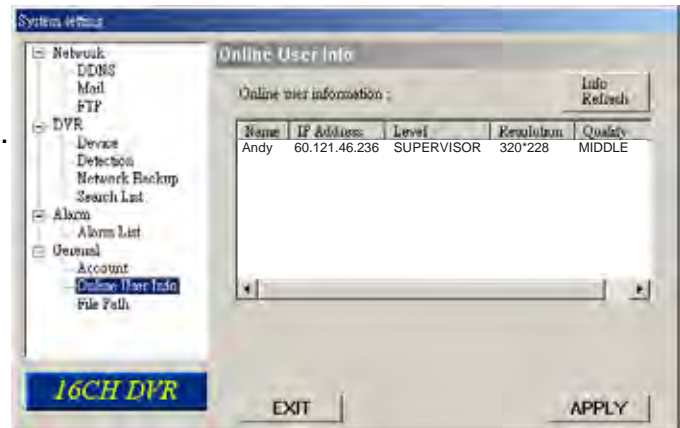 System setting
Network
DDNS
Mail
FTP
DVR
Device
Detection
Network Backup
Search List
Alarm
Alarm List
General
Account
Online User Info
File Path
16CH DVR
Online User Info
Online user information :
Info
Refresh
Name IP Address Level Resolution Quality
Andy 60.121.46.236 SUPERVISOR 320*228 MIDDLE
EXIT APPLY